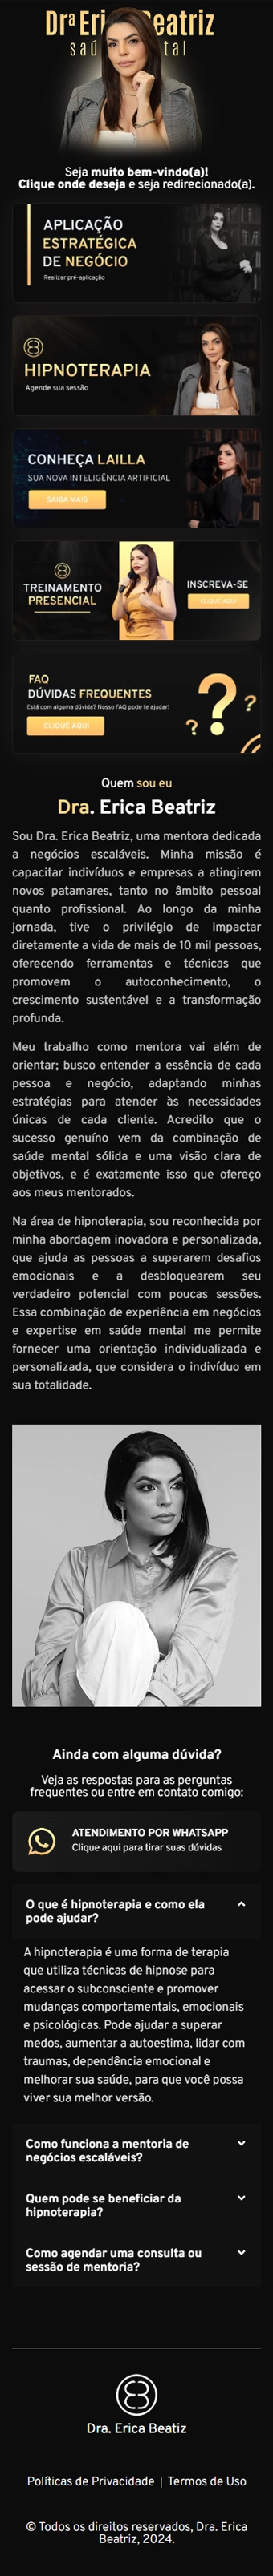 Drª Eri Beatriz
saú tal
Seja muito bem-vindo(a)!
Clique onde deseja e seja redirecionado(a).
APLICAÇÃO
ESTRATÉGICA
DE NEGÓCIO
Realizar pré-aplicação
HIPNOTERAPIA
Agende sua sessão
CONHEÇA LAILLA
SUA NOVA INTELIGÊNCIA ARTIFICIAL
SAIBA MAIS
TREINAMENTO
PRESENCIAL
INSCREVA-SE
CLIQUE AQUI
FAQ
DÚVIDAS FREQUENTES
Está com alguma dúvida? Nosso FAQ pode te ajudar!
CLIQUE AQUI
? ? ?
Quem sou eu
Dra. Erica Beatriz
Sou Dra. Erica Beatriz, uma mentora dedicada
a negócios escaláveis. Minha missão é
capacitar indivíduos e empresas a atingirem
novos patamares, tanto no âmbito pessoal
quanto profissional. Ao longo da minha
jornada, tive o privilégio de impactar
diretamente a vida de mais de 10 mil pessoas,
oferecendo ferramentas e técnicas que
promovem o autoconhecimento, o
crescimento sustentável e a transformação
profunda.
Meu trabalho como mentora vai além de
orientar; busco entender a essência de cada
pessoa e negócio, adaptando minhas
estratégias para atender às necessidades
únicas de cada cliente. Acredito que o
sucesso genuíno vem da combinação de
saúde mental sólida e uma visão clara de
objetivos, e é exatamente isso que ofereço
aos meus mentorados.
Na área de hipnoterapia, sou reconhecida por
minha abordagem inovadora e personalizada,
que ajuda as pessoas a superarem desafios
emocionais e a desbloquearem seu
verdadeiro potencial com poucas sessões.
Essa combinação de experiência em negócios
e expertise em saúde mental me permite
fornecer uma orientação individualizada e
personalizada, que considera o indivíduo em
sua totalidade.
Ainda com alguma dúvida?
Veja as respostas para as perguntas
frequentes ou entre em contato comigo:
ATENDIMENTO POR WHATSAPP
Clique aqui para tirar suas dúvidas
O que é hipnoterapia e como ela
pode ajudar?
A hipnoterapia é uma forma de terapia
que utiliza técnicas de hipnose para
acessar o subconsciente e promover
mudanças comportamentais, emocionais
e psicológicas. Pode ajudar a superar
medos, aumentar a autoestima, lidar com
traumas, dependência emocional e
melhorar sua saúde, para que você possa
viver sua melhor versão.
Como funciona a mentoria de
negócios escaláveis?
Quem pode se beneficiar da
hipnoterapia?
Como agendar uma consulta ou
sessão de mentoria?
Dra. Erica Beatiz
Políticas de Privacidade | Termos de Uso
© Todos os direitos reservados, Dra. Erica
Beatriz, 2024.